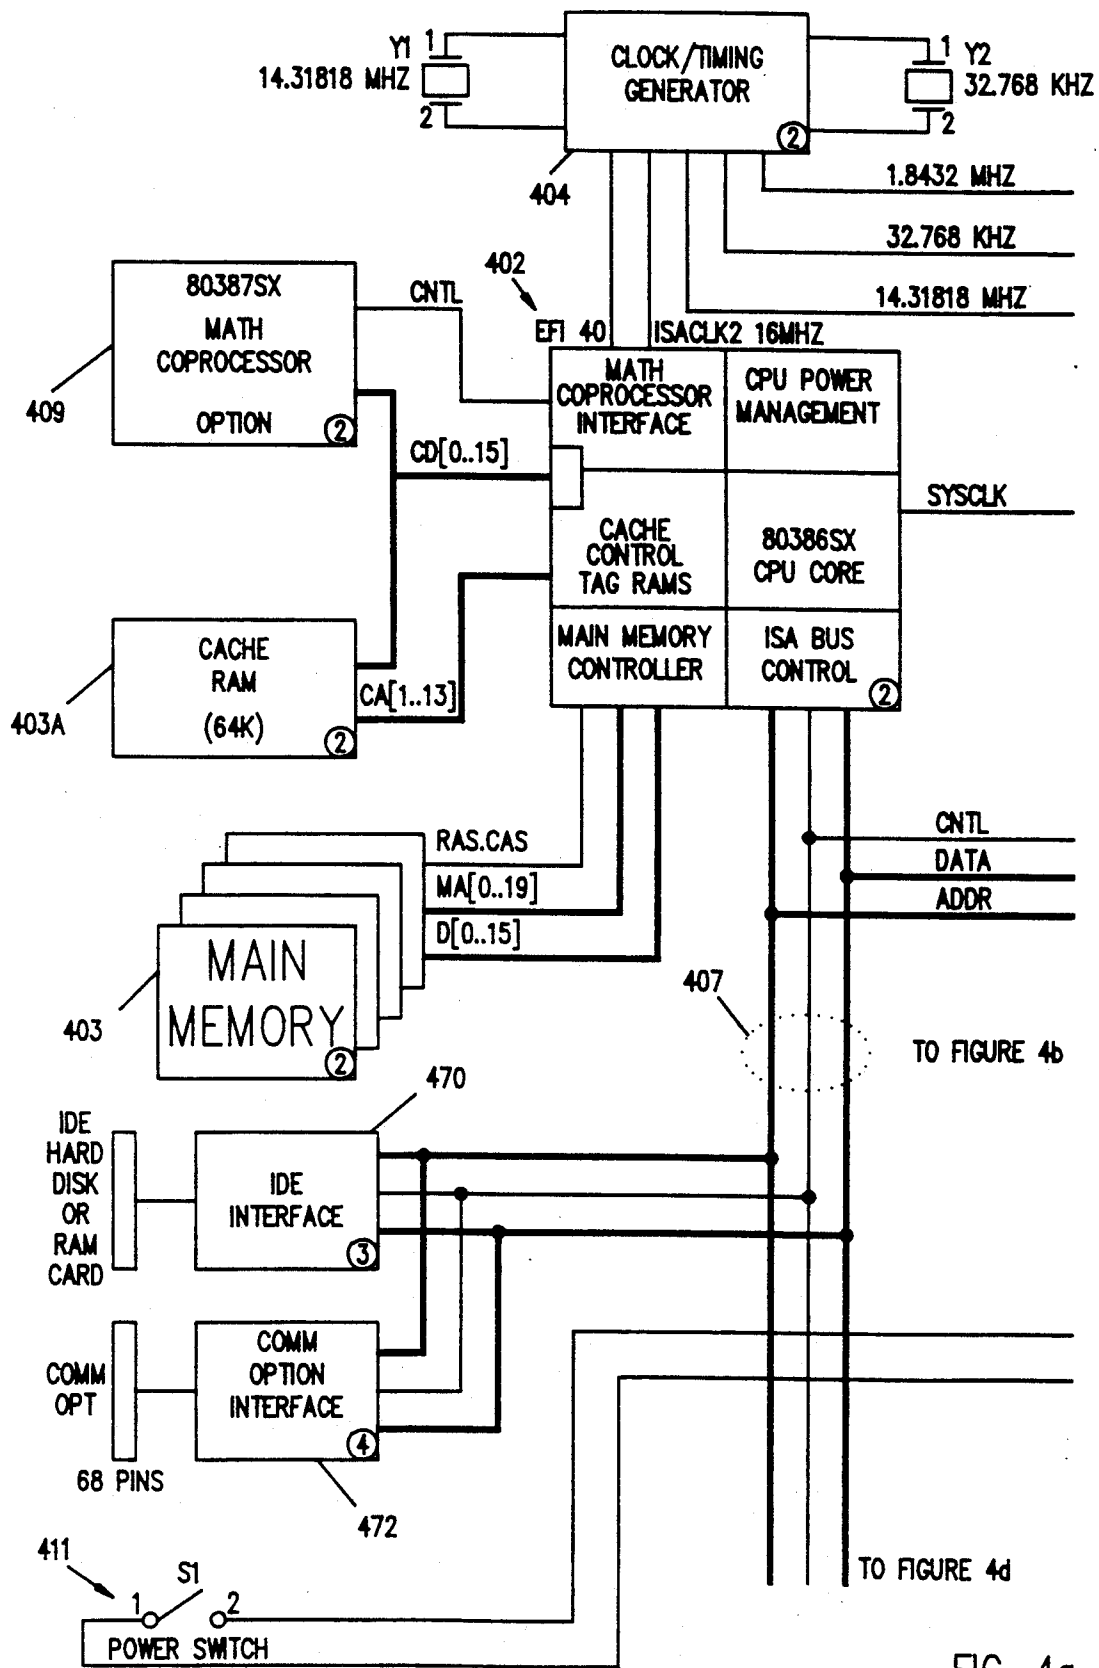 Y1
1
14.31818 MHZ
2
CLOCK/TIMING
GENERATOR
2
1
Y2
32.768 KHZ
2
404
1.8432 MHZ
32.768 KHZ
14.31818 MHZ
402
EFI 40
ISACLK2 16MHZ
80387SX
MATH
COPROCESSOR
OPTION
2
409
CNTL
CD[0..15]
MATH
COPROCESSOR
INTERFACE
CPU POWER
MANAGEMENT
SYSCLK
CACHE
CONTROL
TAG RAMS
80386SX
CPU CORE
MAIN MEMORY
CONTROLLER
ISA BUS
CONTROL
2
CACHE
RAM
(64K)
2
403A
CA[1..13]
RAS.CAS
MA[0..19]
D[0..15]
CNTL
DATA
ADDR
MAIN
MEMORY
2
403
407
TO FIGURE 4b
470
IDE
HARD
DISK
OR
RAM
CARD
IDE
INTERFACE
3
COMM
OPT
68 PINS
COMM
OPTION
INTERFACE
4
472
411
S1
1
2
POWER SWITCH
TO FIGURE 4d